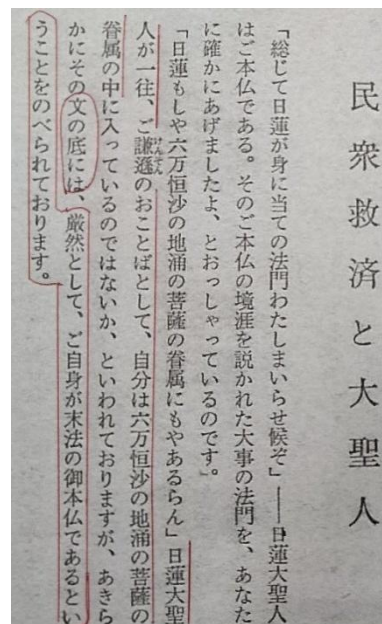 民衆救済と大聖人
「総じて日蓮が身に当ての法門わたしまいらせ候ぞ」――日蓮大聖人
はご本仏である。そのご本仏の境涯を説かれた大事の法門を、あなた
に確かにあげましたよ、とおっしゃっているのです。
「日蓮もしや六万恒沙の地涌の菩薩の眷属にもやあるらん」日蓮大聖
人が一往、ご謙遜のおことばとして、自分は六万恒沙の地涌の菩薩の
眷属の中に入っているのではないか、といわれておりますが、あきら
かにその文の底には、厳然として、ご自身が末法の御本仏であるとい
うことをのべられております。